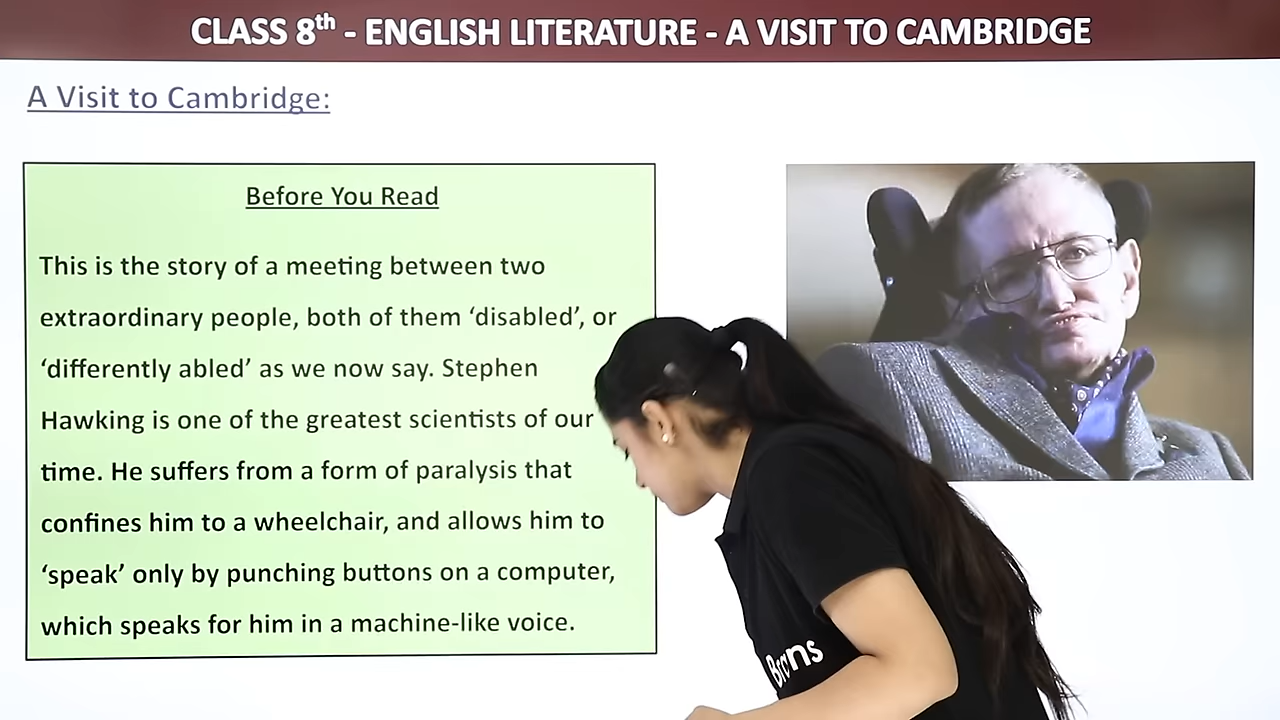 CLASS 8th - ENGLISH LITERATURE - A VISIT TO CAMBRIDGE
A Visit to Cambridge:
Before You Read
This is the story of a meeting between two
extraordinary people, both of them ‘disabled’, or
‘differently abled’ as we now say. Stephen
Hawking is one of the greatest scientists of our
time. He suffers from a form of paralysis that
confines him to a wheelchair, and allows him to
‘speak’ only by punching buttons on a computer,
which speaks for him in a machine-like voice.